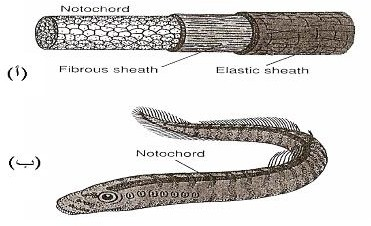 Notochord
Fibrous sheath
Elastic sheath
(أ)
Notochord
(ب)